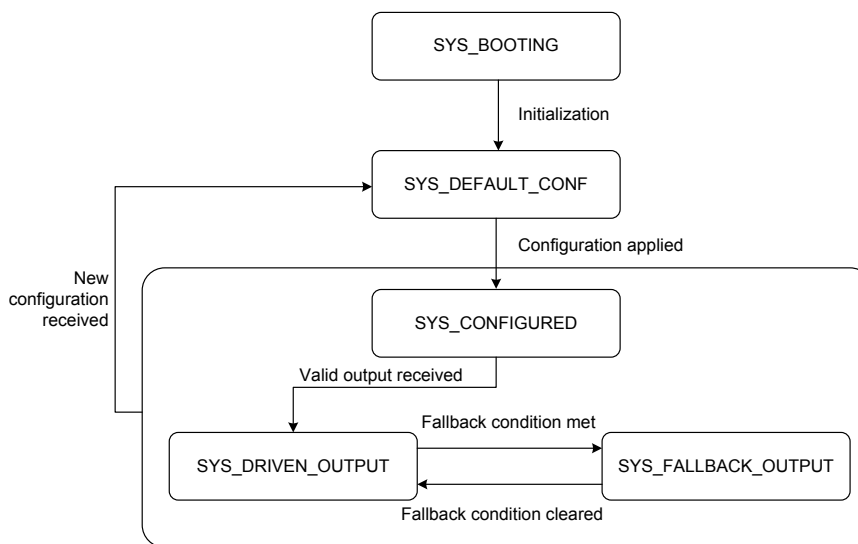 SYS_BOOTING
Initialization
SYS_DEFAULT_CONF
Configuration applied
New
configuration
received
SYS_CONFIGURED
Valid output received
Fallback condition met
SYS_DRIVEN_OUTPUT
SYS_FALLBACK_OUTPUT
Fallback condition cleared